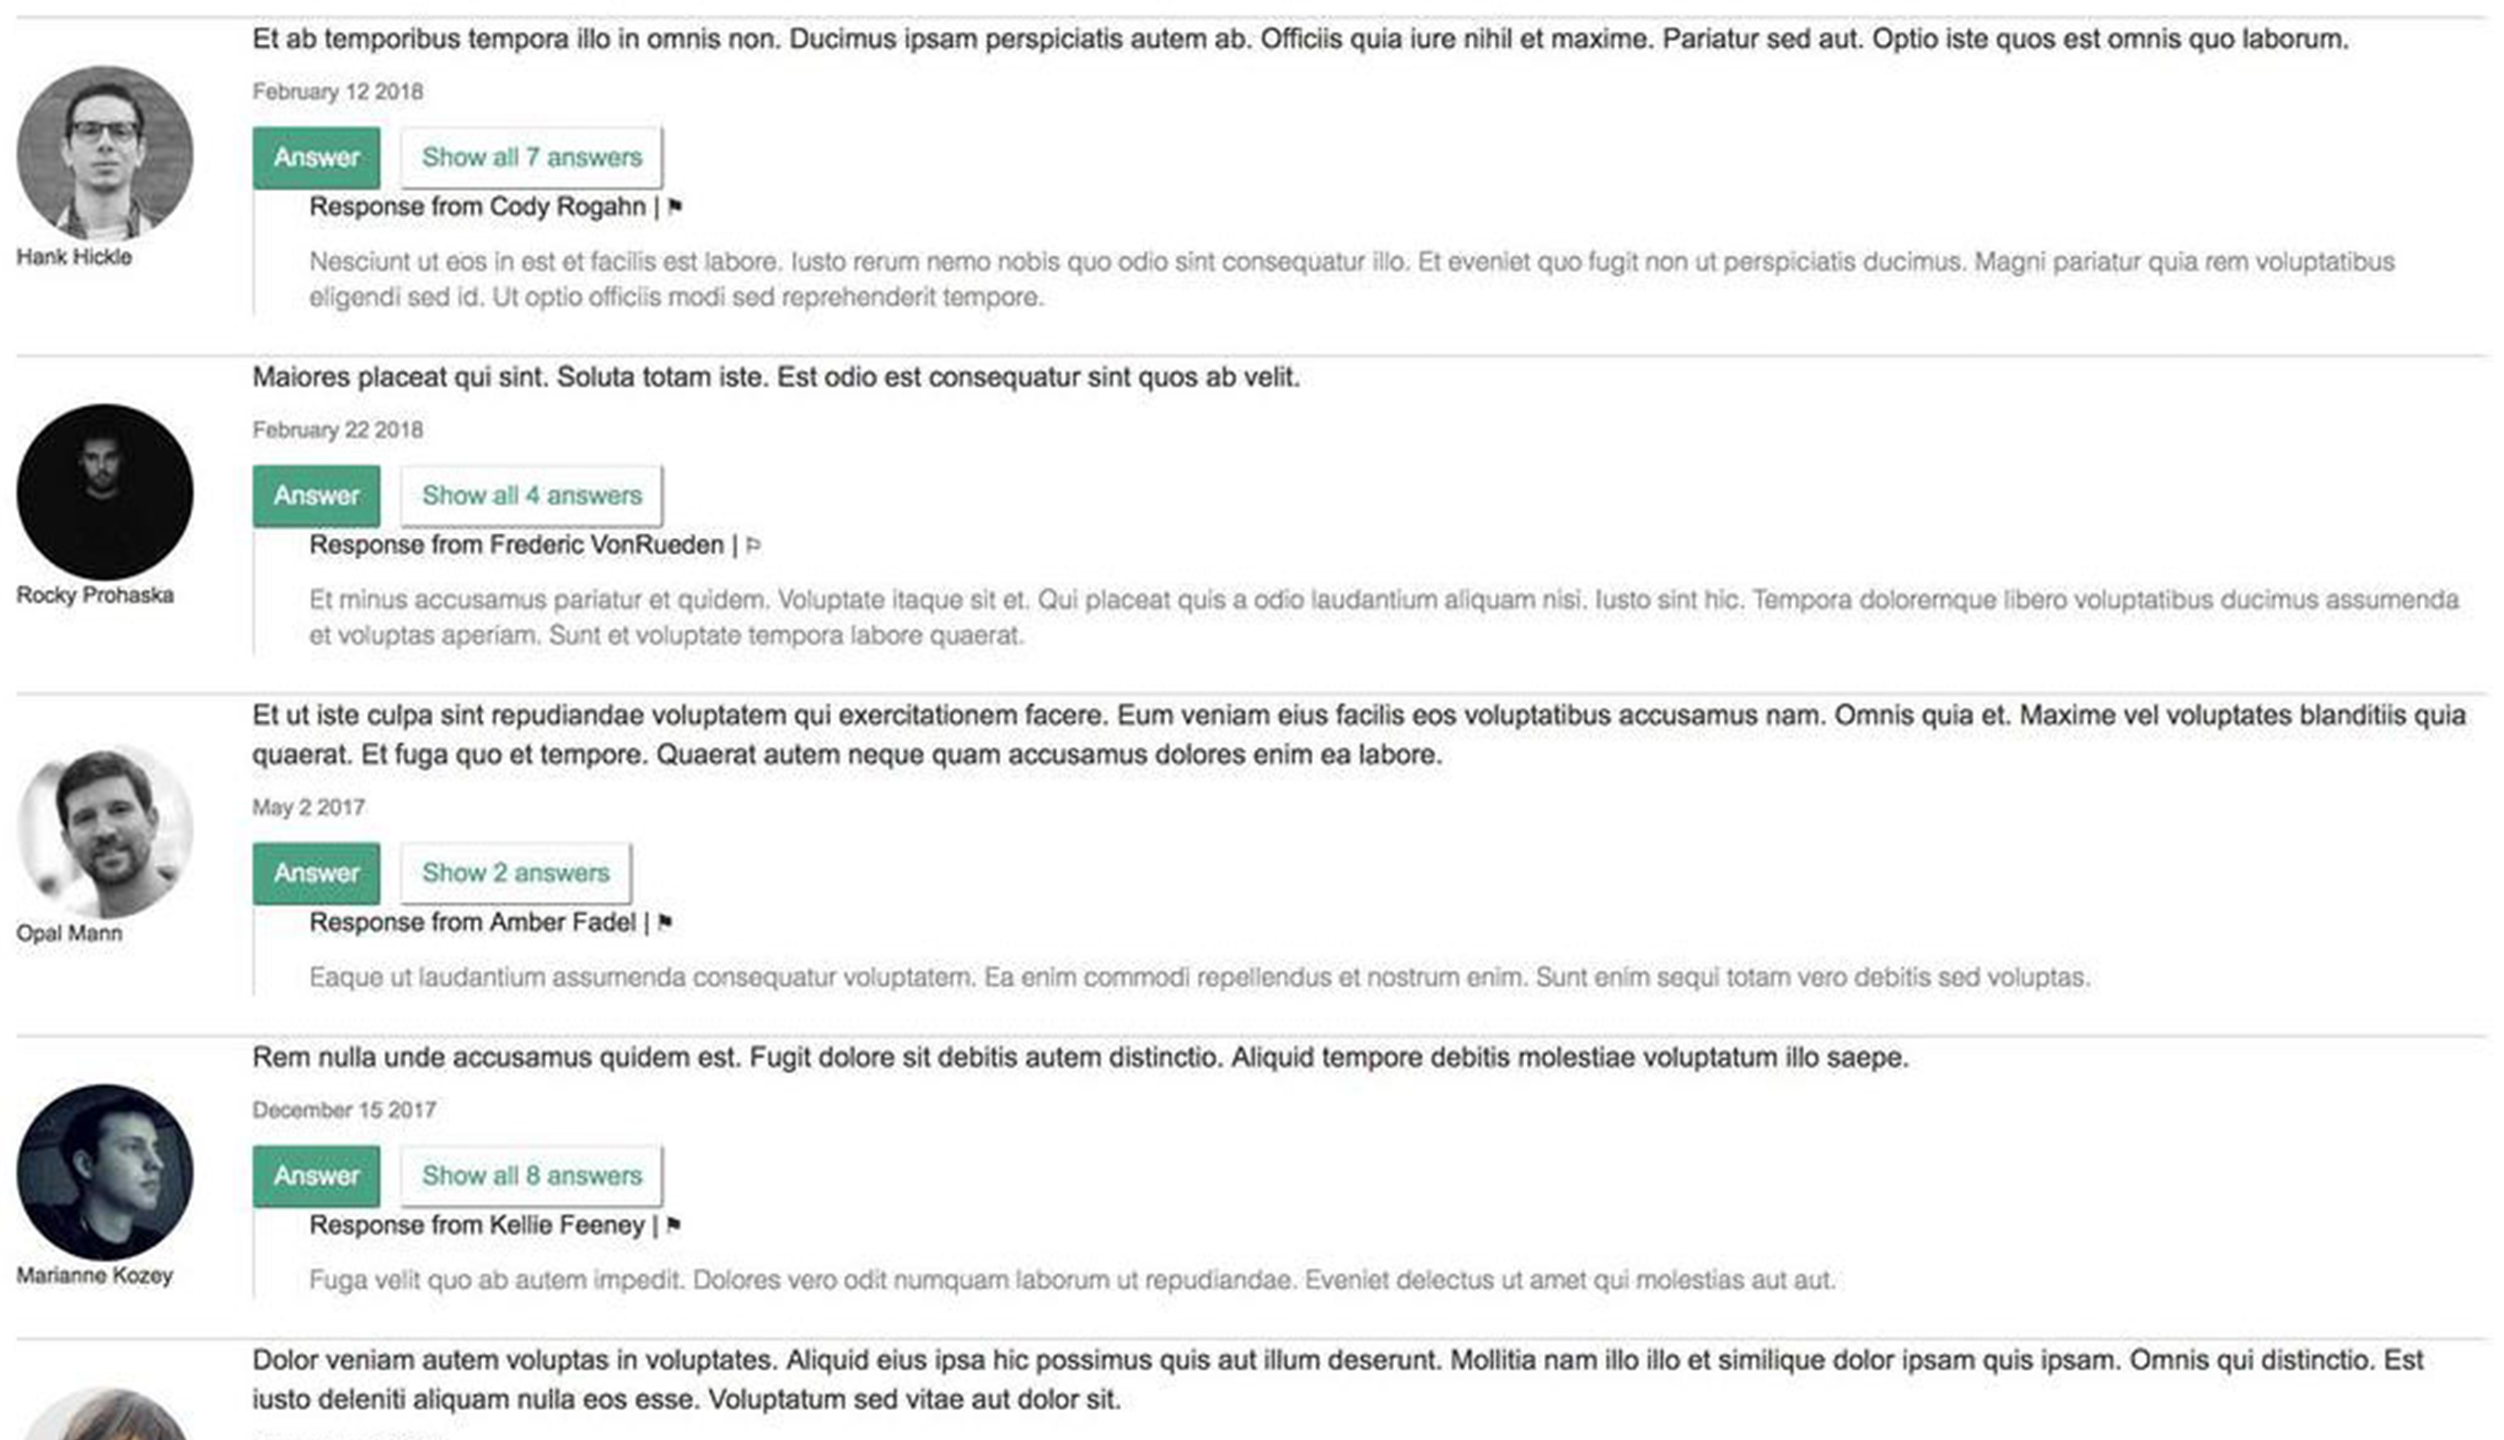 Et ab temporibus tempora illo in omnis non. Ducimus ipsam perspiciatis autem ab. Officiis quia iure nihil et maxime. Pariatur sed aut. Optio iste quos est omnis quo laborum.
February 12 2018
Answer Show all 7 answers
Response from Cody Rogahn | ⚑
Hank Hickle
Nesciunt ut eos in est et facilis est labore. Iusto rerum nemo nobis quo odio sint consequatur illo. Et eveniet quo fugit non ut perspiciatis ducimus. Magni pariatur quia rem voluptatibus
eligendi sed id. Ut optio officiis modi sed reprehenderit tempore.
Maiores placeat qui sint. Soluta totam iste. Est odio est consequatur sint quos ab velit.
February 22 2018
Answer Show all 4 answers
Response from Frederic VonRueden | ⚐
Rocky Prohaska
Et minus accusamus pariatur et quidem. Voluptate itaque sit et. Qui placeat quis a odio laudantium aliquam nisi. Iusto sint hic. Tempora doloremque libero voluptatibus ducimus assumenda
et voluptas aperiam. Sunt et voluptate tempora labore quaerat.
Et ut iste culpa sint repudiandae voluptatem qui exercitationem facere. Eum veniam eius facilis eos voluptatibus accusamus nam. Omnis quia et. Maxime vel voluptates blanditiis quia
quaerat. Et fuga quo et tempore. Quaerat autem neque quam accusamus dolores enim ea labore.
May 2 2017
Answer Show 2 answers
Response from Amber Fadel | ⚑
Opal Mann
Eaque ut laudantium assumenda consequatur voluptatem. Ea enim commodi repellendus et nostrum enim. Sunt enim sequi totam vero debitis sed voluptas.
Rem nulla unde accusamus quidem est. Fugit dolore sit debitis autem distinctio. Aliquid tempore debitis molestiae voluptatum illo saepe.
December 15 2017
Answer Show all 8 answers
Response from Kellie Feeney | ⚑
Marianne Kozey
Fuga velit quo ab autem impedit. Dolores vero odit numquam laborum ut repudiandae. Eveniet delectus ut amet qui molestias aut aut.
Dolor veniam autem voluptas in voluptates. Aliquid eius ipsa hic possimus quis aut illum deserunt. Mollitia nam illo illo et similique dolor ipsam quis ipsam. Omnis qui distinctio. Est
iusto deleniti aliquam nulla eos esse. Voluptatum sed vitae aut dolor sit.